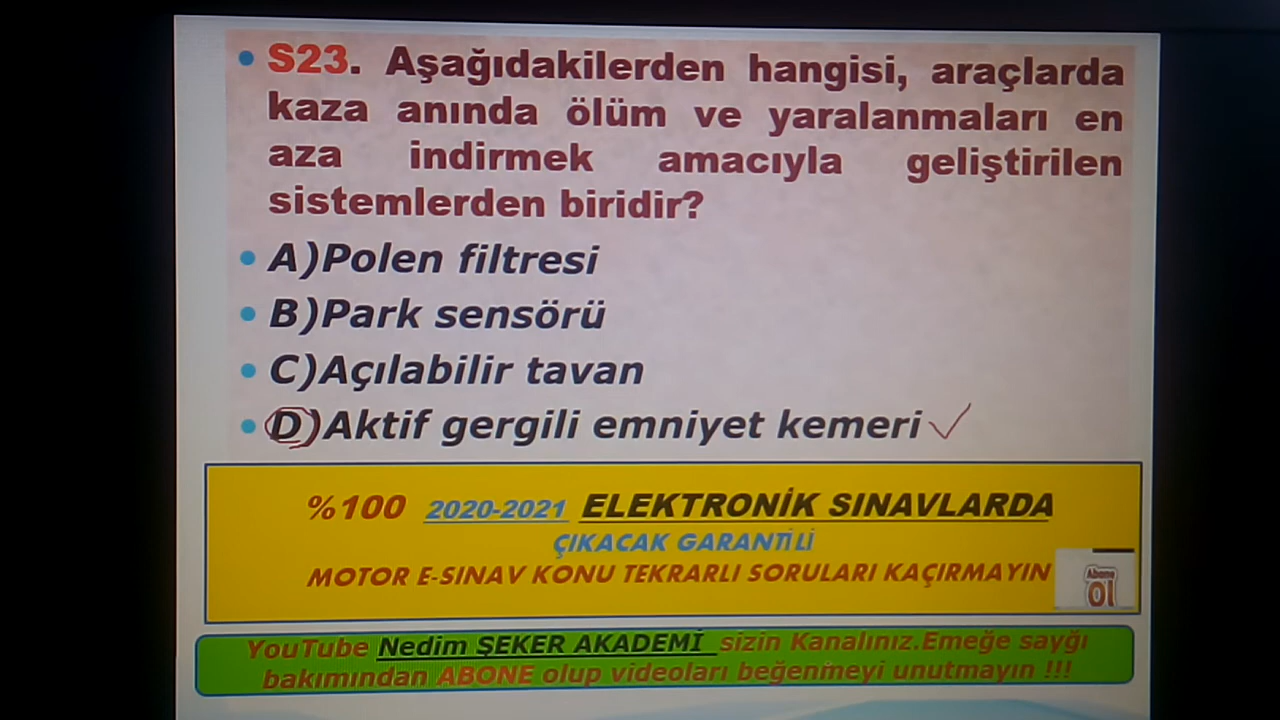 S23. Aşağıdakilerden hangisi, araçlarda
kaza anında ölüm ve yaralanmaları en
aza indirmek amacıyla geliştirilen
sistemlerden biridir?
A)Polen filtresi
B)Park sensörü
C)Açılabilir tavan
D)Aktif gergili emniyet kemeri
%100 2020-2021 ELEKTRONİK SINAVLARDA
ÇIKACAK GARANTİLİ
MOTOR E-SINAV KONU TEKRARLI SORULARI KAÇIRMAYIN
Abone
ol
YouTube Nedim ŞEKER AKADEMİ sizin Kanalınız.Emeğe saygı
bakımından ABONE olup videoları beğenmeyi unutmayın !!!